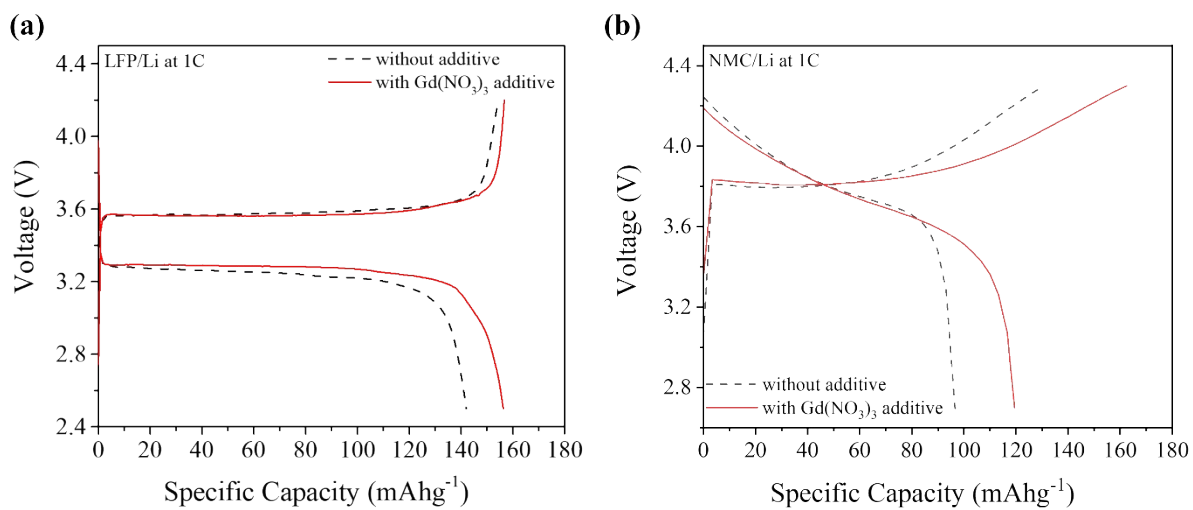 (a)
LFP/Li at 1C
without additive
with Gd(NO₃)₃ additive
4.4
4.0
3.6
3.2
2.8
2.4
Voltage (V)
0 20 40 60 80 100 120 140 160 180
Specific Capacity (mAhg⁻¹)
(b)
NMC/Li at 1C
4.4
4.0
3.6
3.2
2.8
Voltage (V)
without additive
with Gd(NO₃)₃ additive
0 20 40 60 80 100 120 140 160 180
Specific Capacity (mAhg⁻¹)